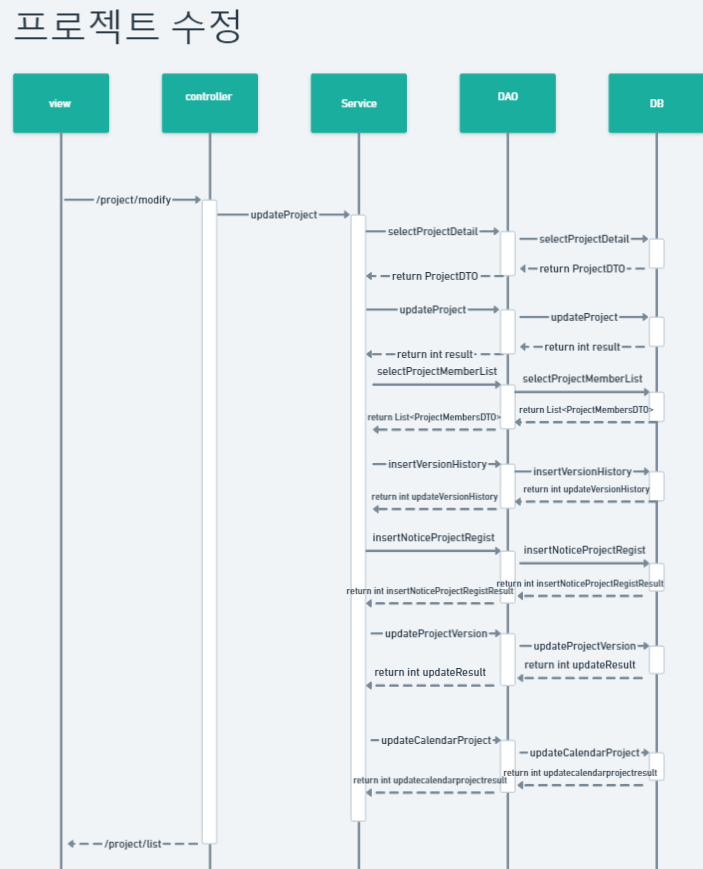 프로젝트 수정
view
controller
Service
DAO
DB
/project/modify
updateProject
selectProjectDetail
selectProjectDetail
return ProjectDTO
return ProjectDTO
updateProject
updateProject
return int result
return int result
selectProjectMemberList
selectProjectMemberList
return List<ProjectMembersDTO>
return List<ProjectMembersDTO>
insertVersionHistory
insertVersionHistory
return int updateVersionHistory
return int updateVersionHistory
insertNoticeProjectRegist
insertNoticeProjectRegist
return int insertNoticeProjectRegistResult
return int insertNoticeProjectRegistResult
updateProjectVersion
updateProjectVersion
return int updateResult
return int updateResult
updateCalendarProject
updateCalendarProject
return int updatecalendarprojectresult
return int updatecalendarprojectresult
/project/list